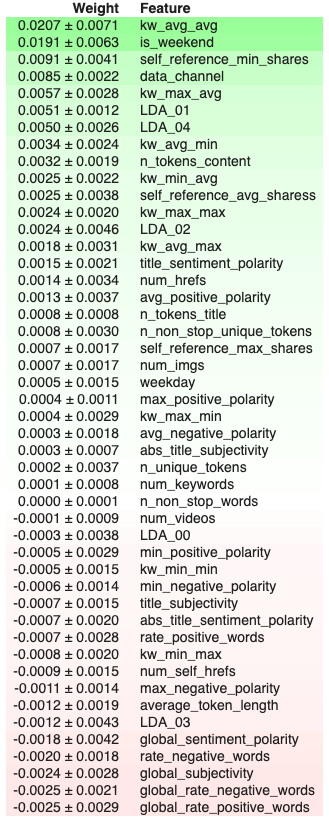 Weight Feature
0.0207 ± 0.0071 kw_avg_avg
0.0191 ± 0.0063 is_weekend
0.0091 ± 0.0041 self_reference_min_shares
0.0085 ± 0.0022 data_channel
0.0057 ± 0.0028 kw_max_avg
0.0051 ± 0.0012 LDA_01
0.0050 ± 0.0026 LDA_04
0.0034 ± 0.0024 kw_avg_min
0.0032 ± 0.0019 n_tokens_content
0.0025 ± 0.0022 kw_min_avg
0.0025 ± 0.0038 self_reference_avg_sharess
0.0024 ± 0.0020 kw_max_max
0.0024 ± 0.0046 LDA_02
0.0018 ± 0.0031 kw_avg_max
0.0015 ± 0.0021 title_sentiment_polarity
0.0014 ± 0.0034 num_hrefs
0.0013 ± 0.0037 avg_positive_polarity
0.0008 ± 0.0008 n_tokens_title
0.0008 ± 0.0030 n_non_stop_unique_tokens
0.0007 ± 0.0017 self_reference_max_shares
0.0007 ± 0.0017 num_imgs
0.0005 ± 0.0015 weekday
0.0004 ± 0.0011 max_positive_polarity
0.0004 ± 0.0029 kw_max_min
0.0003 ± 0.0018 avg_negative_polarity
0.0003 ± 0.0007 abs_title_subjectivity
0.0002 ± 0.0037 n_unique_tokens
0.0001 ± 0.0008 num_keywords
0.0000 ± 0.0001 n_non_stop_words
-0.0001 ± 0.0009 num_videos
-0.0003 ± 0.0038 LDA_00
-0.0005 ± 0.0029 min_positive_polarity
-0.0005 ± 0.0015 kw_min_min
-0.0006 ± 0.0014 min_negative_polarity
-0.0007 ± 0.0015 title_subjectivity
-0.0007 ± 0.0020 abs_title_sentiment_polarity
-0.0007 ± 0.0028 rate_positive_words
-0.0008 ± 0.0020 kw_min_max
-0.0009 ± 0.0015 num_self_hrefs
-0.0011 ± 0.0014 max_negative_polarity
-0.0012 ± 0.0019 average_token_length
-0.0012 ± 0.0043 LDA_03
-0.0018 ± 0.0042 global_sentiment_polarity
-0.0020 ± 0.0018 rate_negative_words
-0.0024 ± 0.0028 global_subjectivity
-0.0025 ± 0.0021 global_rate_negative_words
-0.0025 ± 0.0029 global_rate_positive_words